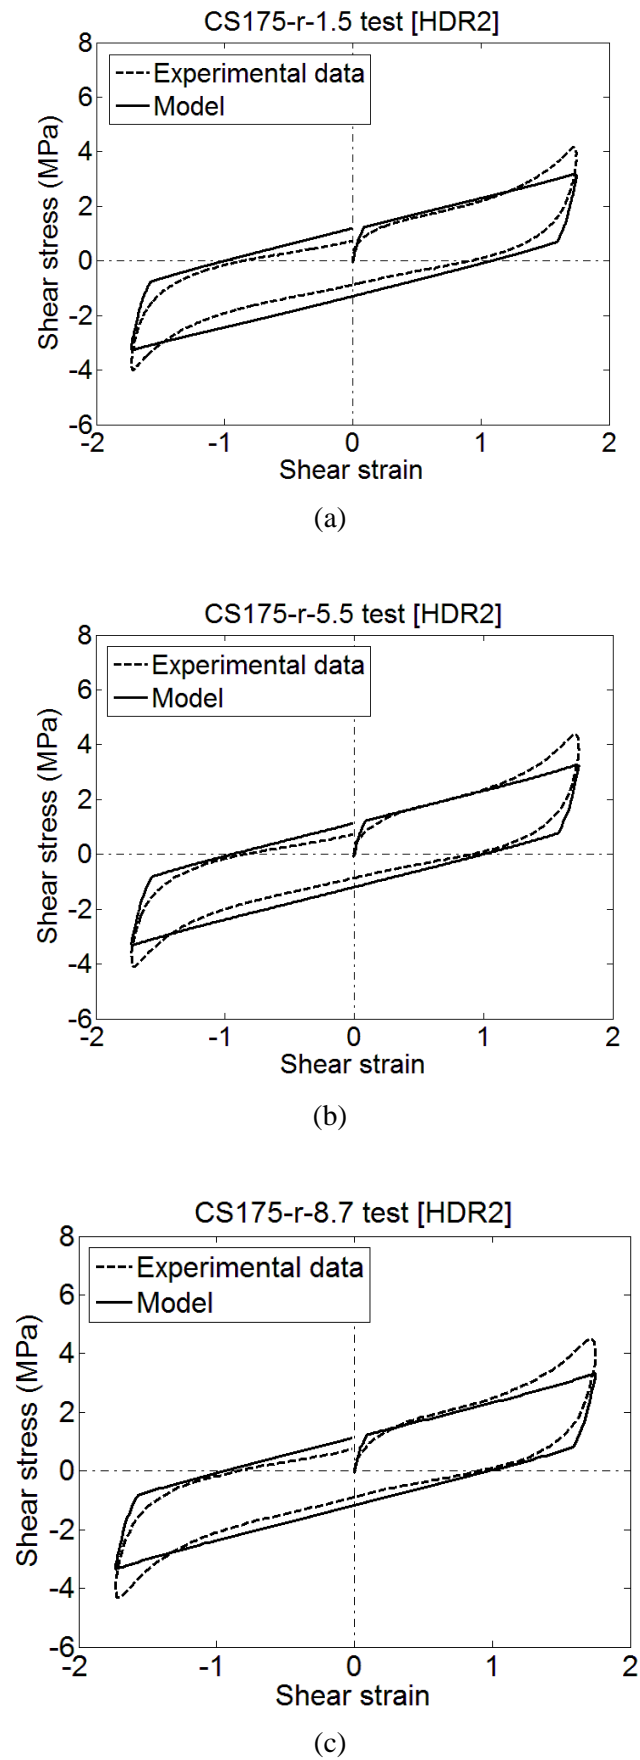 CS175-r-1.5 test [HDR2]
8
Experimental data
6
Model
4
2
0
-2
-4
-6
Shear stress (MPa)
-2
-1
0
1
2
Shear strain
(a)
CS175-r-5.5 test [HDR2]
8
Experimental data
6
Model
4
2
0
-2
-4
-6
Shear stress (MPa)
-2
-1
0
1
2
Shear strain
(b)
CS175-r-8.7 test [HDR2]
8
Experimental data
6
Model
4
2
0
-2
-4
-6
Shear stress (MPa)
-2
-1
0
1
2
Shear strain
(c)